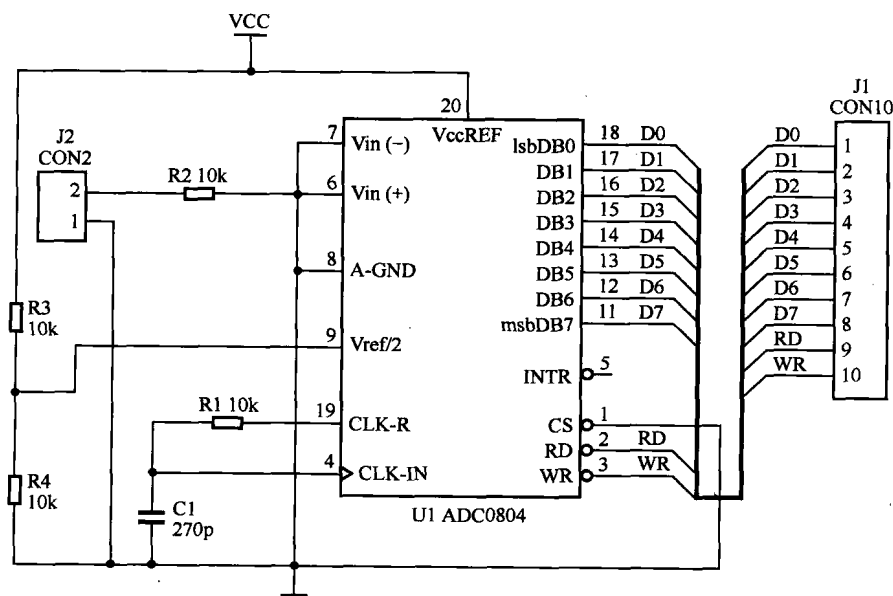 VCC
J2
CON2
2
1
R2 10k
R3
10k
R4
10k
R1 10k
C1
270p
20
VccREF
7
Vin (−)
6
Vin (+)
8
A-GND
9
Vref/2
19
CLK-R
4
CLK-IN
lsbDB0
18
D0
DB1
17
D1
DB2
16
D2
DB3
15
D3
DB4
14
D4
DB5
13
D5
DB6
12
D6
msbDB7
11
D7
INTR
5
CS
1
RD
2
RD
WR
3
WR
U1 ADC0804
J1
CON10
D0
1
D1
2
D2
3
D3
4
D4
5
D5
6
D6
7
D7
8
RD
9
WR
10